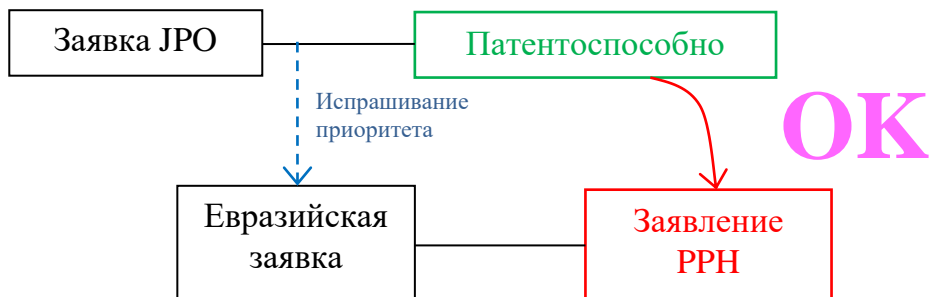 Заявка JPO
Патентоспособно
Испрашивание
приоритета
OK
Евразийская
заявка
Заявление
PPH